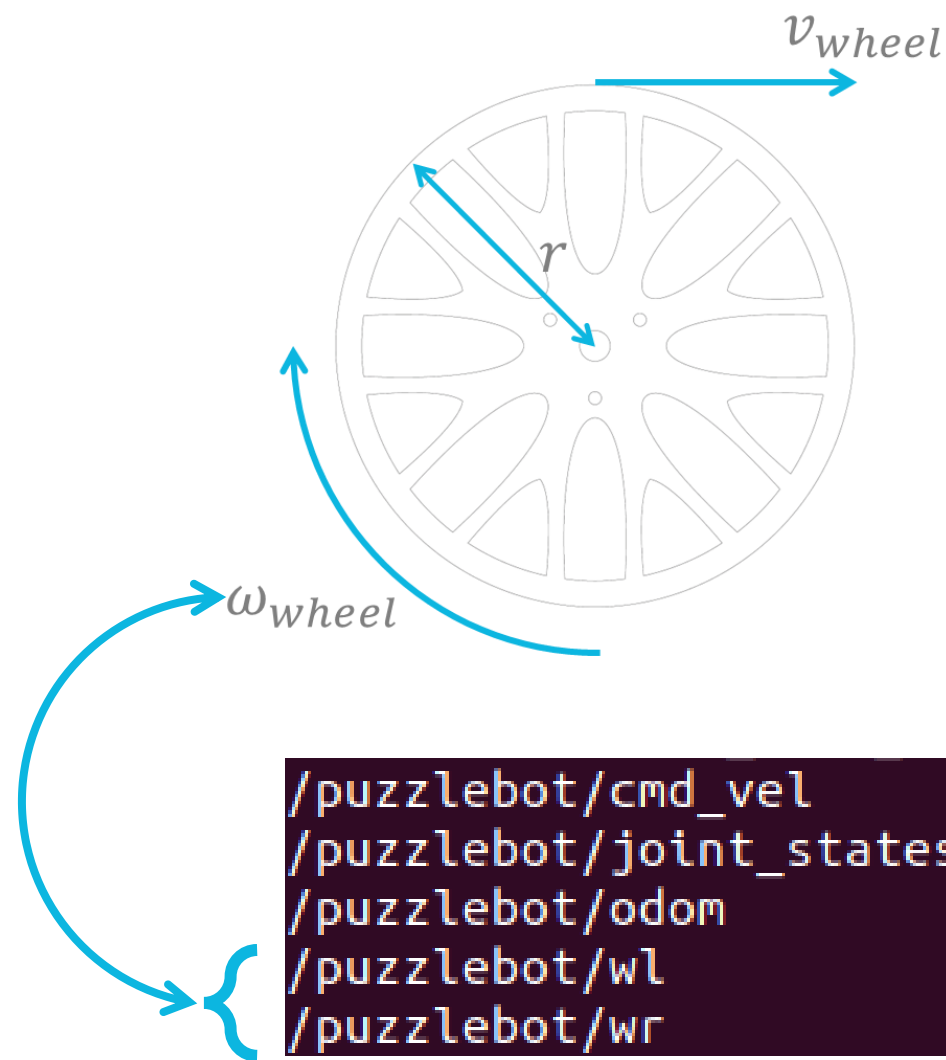 v_wheel
r
ω_wheel
/puzzlebot/cmd_vel
/puzzlebot/joint_states
/puzzlebot/odom
/puzzlebot/wl
/puzzlebot/wr